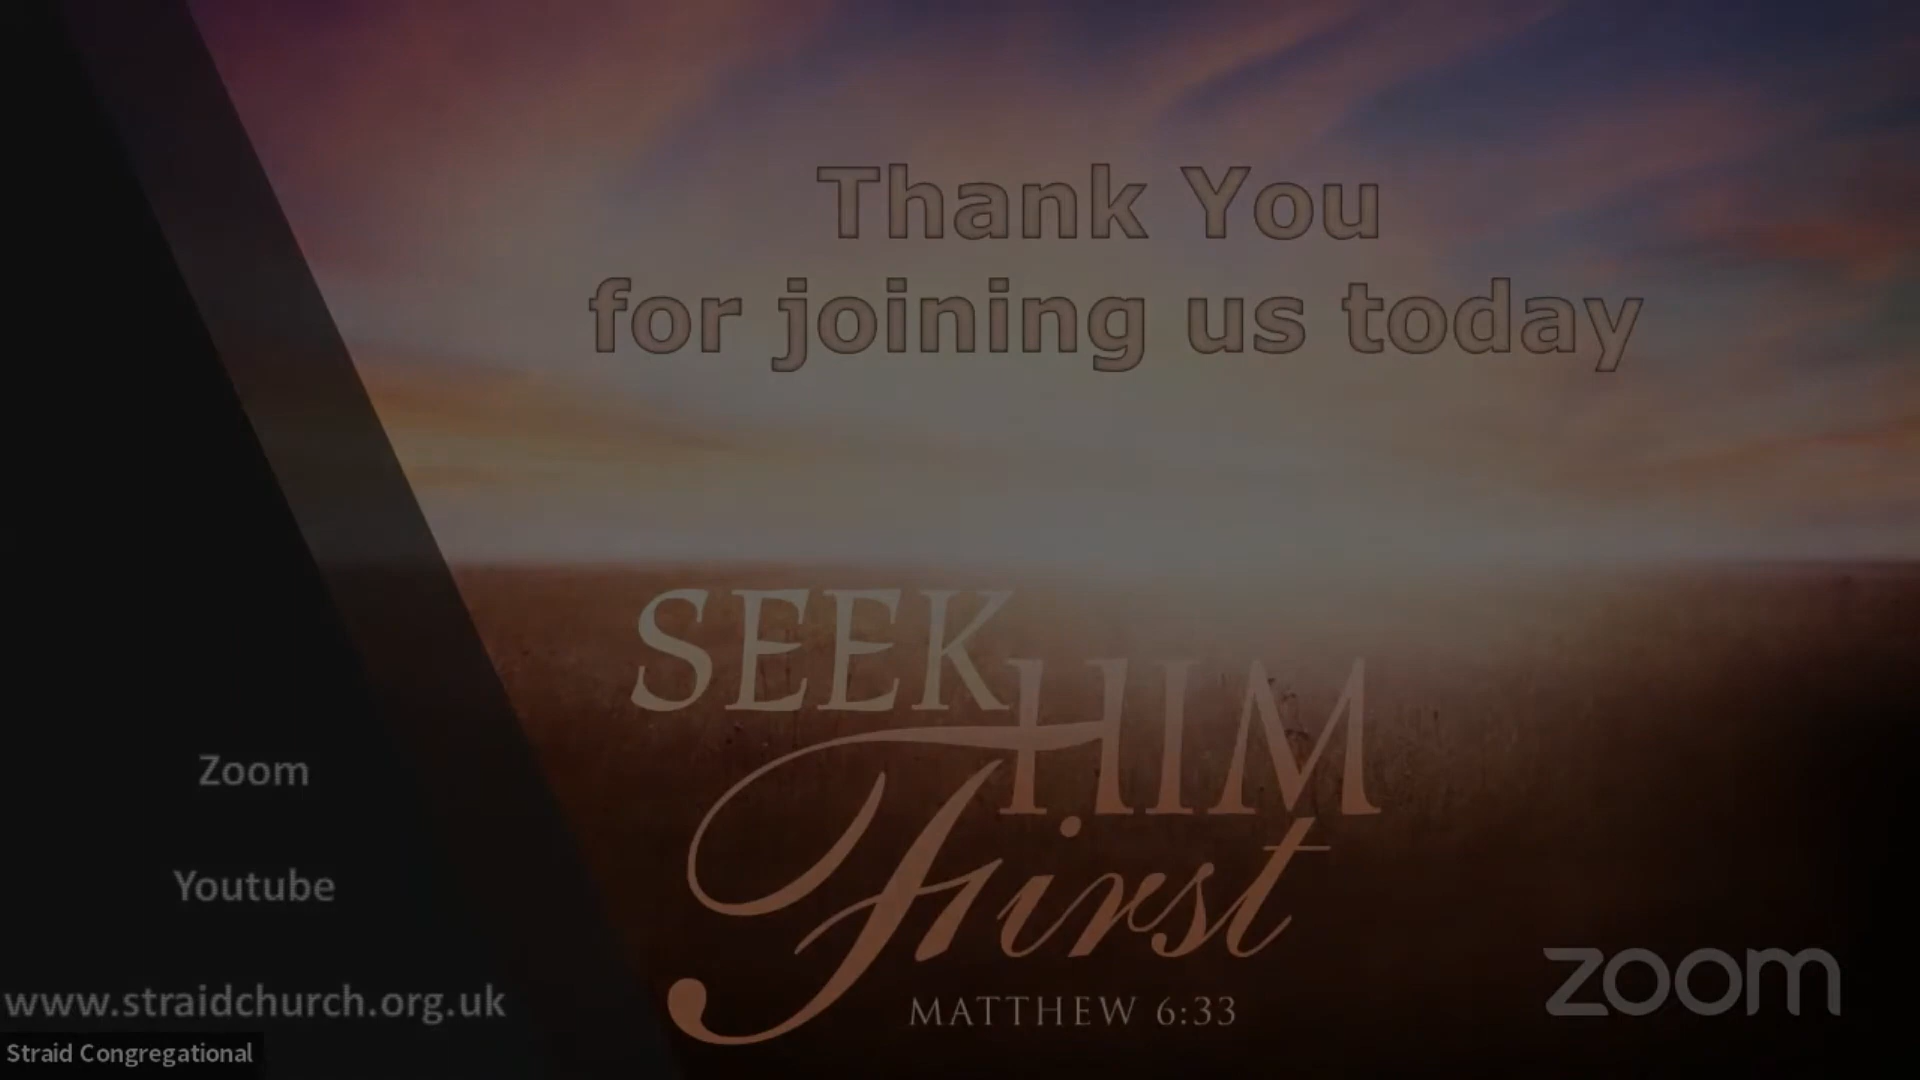 Thank You
for joining us today
SEEK
HIM
First
MATTHEW 6:33
Zoom
Youtube
www.straidchurch.org.uk
Straid Congregational
zoom